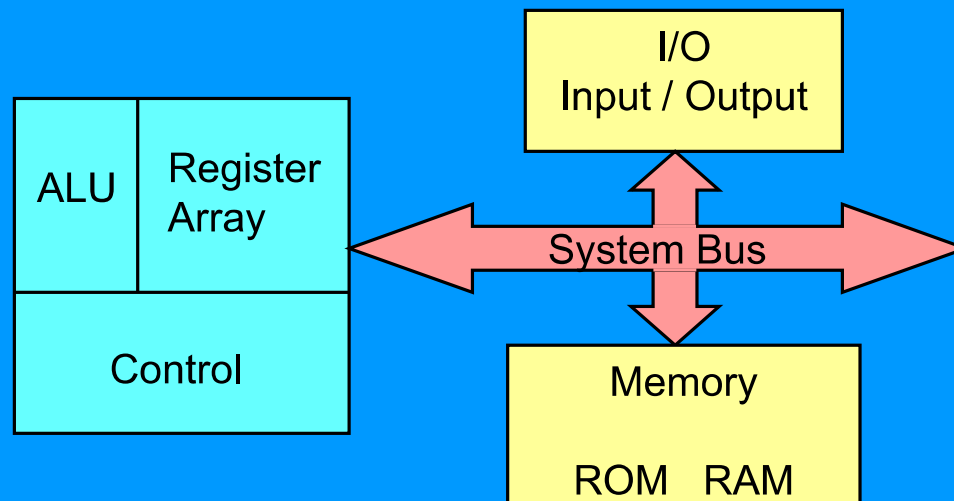 I/O
Input / Output
ALU
Register
Array
System Bus
Control
Memory
ROM RAM